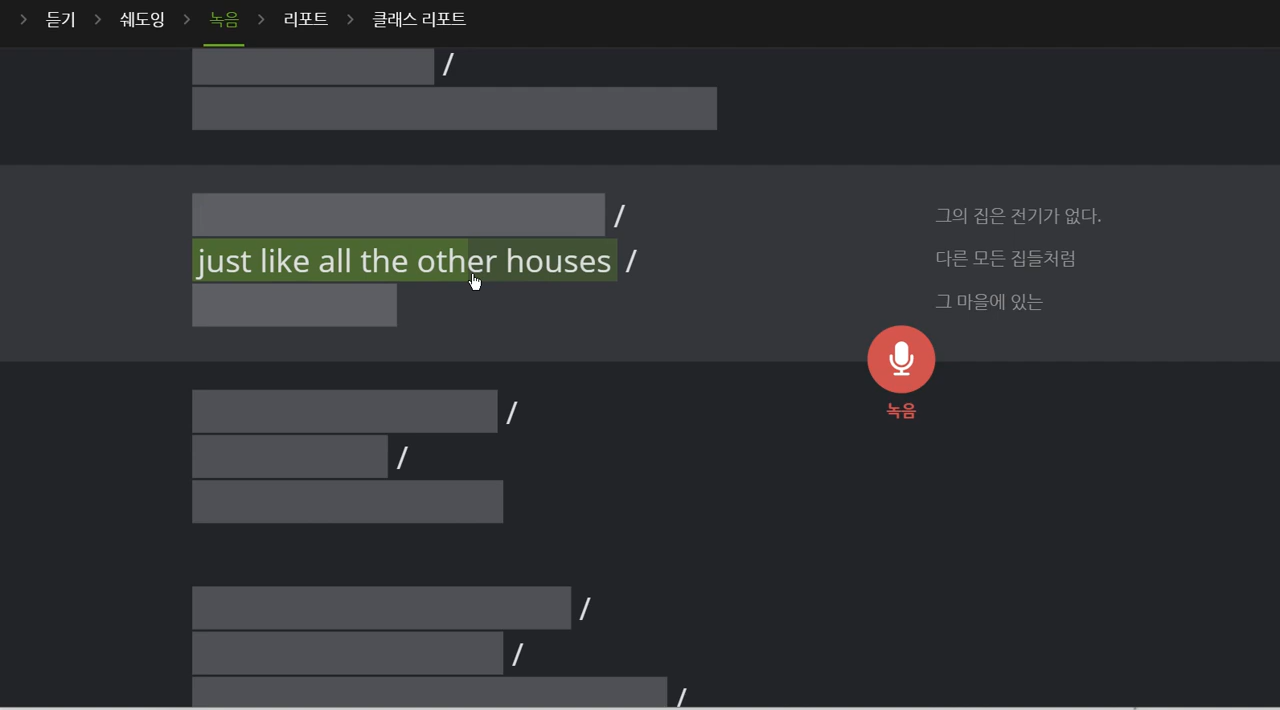 > 듣기 > 쉐도잉 > 녹음 > 리포트 > 클래스 리포트
/
/
그의 집은 전기가 없다.
just like all the other houses /
다른 모든 집들처럼
그 마을에 있는
녹음
/
/
/
/
/